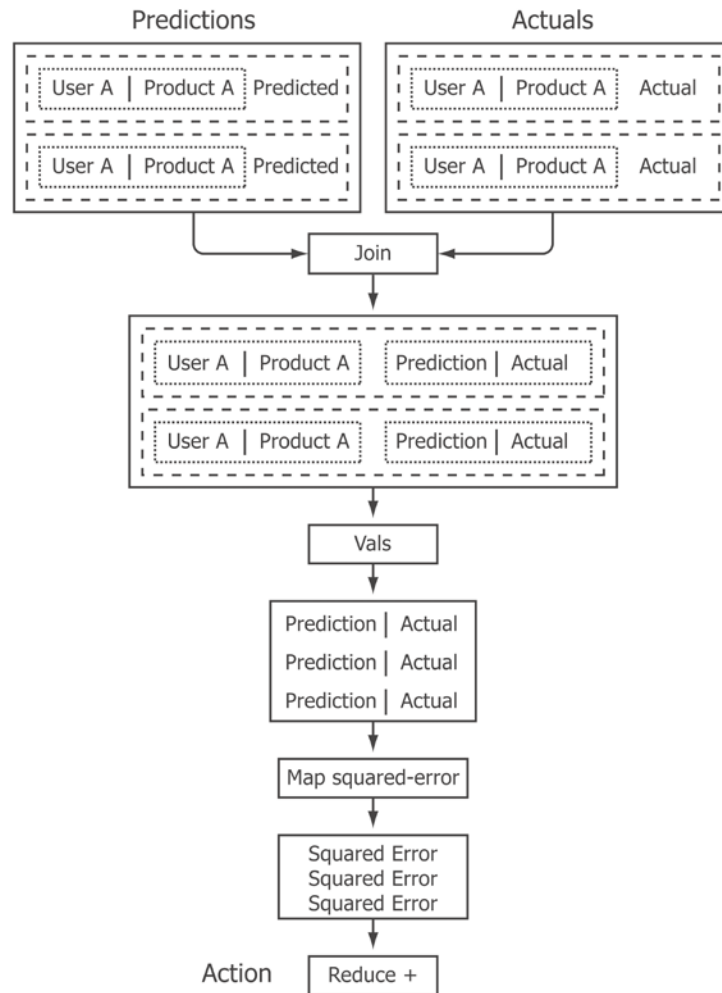 Predictions
Actuals
User A | Product A Predicted
User A | Product A Predicted
User A | Product A Actual
User A | Product A Actual
Join
User A | Product A Prediction | Actual
User A | Product A Prediction | Actual
Vals
Prediction | Actual
Prediction | Actual
Prediction | Actual
Map squared-error
Squared Error
Squared Error
Squared Error
Action
Reduce +